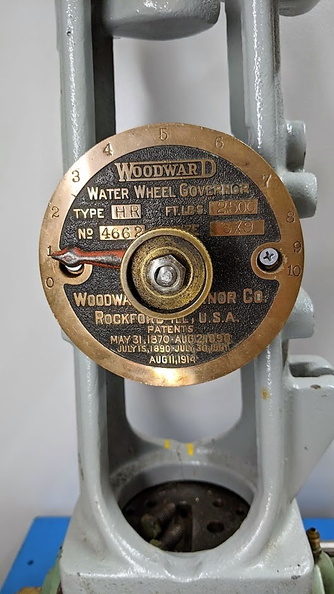 0 1 2 3 4 5 6 7 8 9 10
WOODWARD
WATER WHEEL GOVERNOR
TYPE HR FT.LBS. 2500
Nº 4662
WOODWARD GOVERNOR CO.
ROCKFORD, ILL., U.S.A.
PATENTS
MAY 31, 1870-AUG. 2, 1898
JULY 15, 1890-JULY 30, 1901
AUG 11, 1914